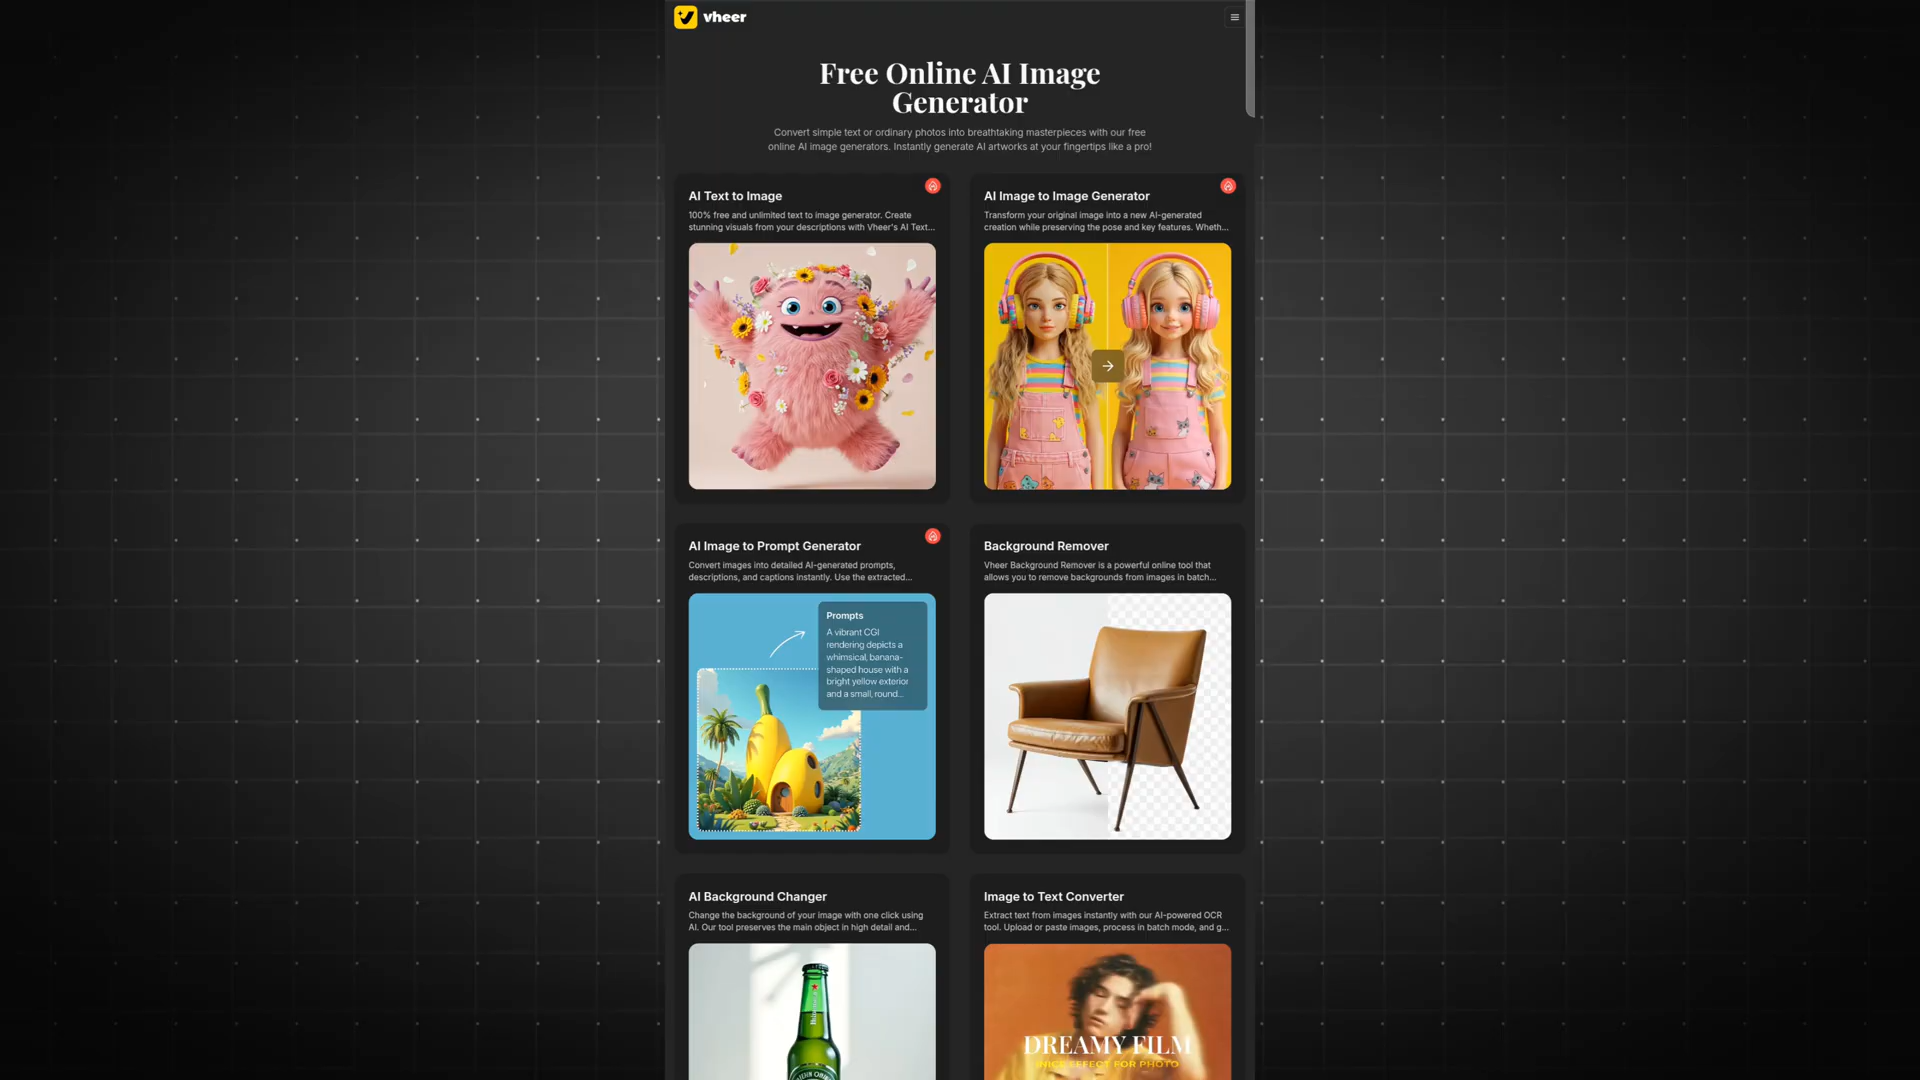 vheer
Free Online AI Image
Generator
Convert simple text or ordinary photos into breathtaking masterpieces with our free
online AI image generators. Instantly generate AI artworks at your fingertips like a pro!
AI Text to Image
100% free and unlimited text to image generator. Create
stunning visuals from your descriptions with Vheer's AI Text...
AI Image to Image Generator
Transform your original image into a new AI-generated
creation while preserving the pose and key features. Wheth...
AI Image to Prompt Generator
Convert images into detailed AI-generated prompts,
descriptions, and captions instantly. Use the extracted...
Prompts
A vibrant CGI
rendering depicts a
whimsical, banana-
shaped house with a
bright yellow exterior
and a small, round...
Background Remover
Vheer Background Remover is a powerful online tool that
allows you to remove backgrounds from images in batch...
AI Background Changer
Change the background of your image with one click using
AI. Our tool preserves the main object in high detail and...
Image to Text Converter
Extract text from images instantly with our AI-powered OCR
tool. Upload or paste images, process in batch mode, and g...
DREAMY FILM
NICE EFFECT FOR PHOTO